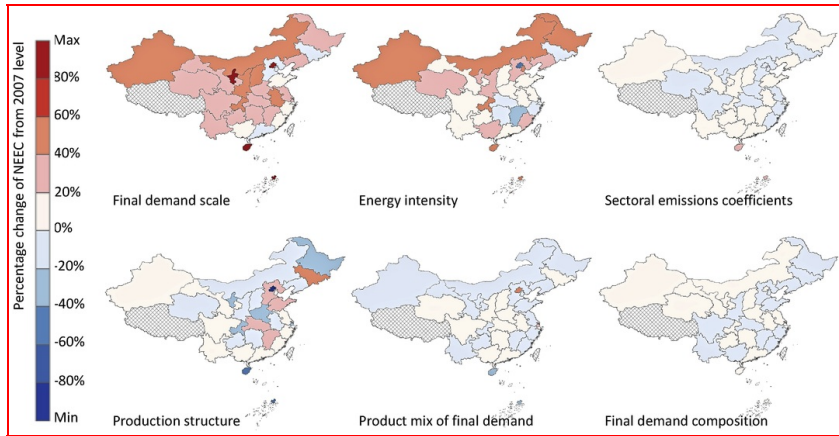 Percentage change of NEEC from 2007 level
Max
80%
60%
40%
20%
0%
-20%
-40%
-60%
-80%
Min
Final demand scale
Energy intensity
Sectoral emissions coefficients
Production structure
Product mix of final demand
Final demand composition